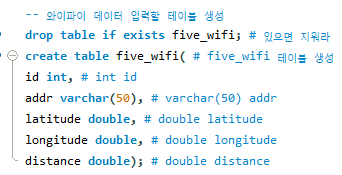 -- 와이파이 데이터 입력할 테이블 생성
drop table if exists five_wifi; # 있으면 지워라
create table five_wifi( # five_wifi 테이블 생성
id int, # int id
addr varchar(50), # varchar(50) addr
latitude double, # double latitude
longitude double, # double longitude
distance double); # double distance